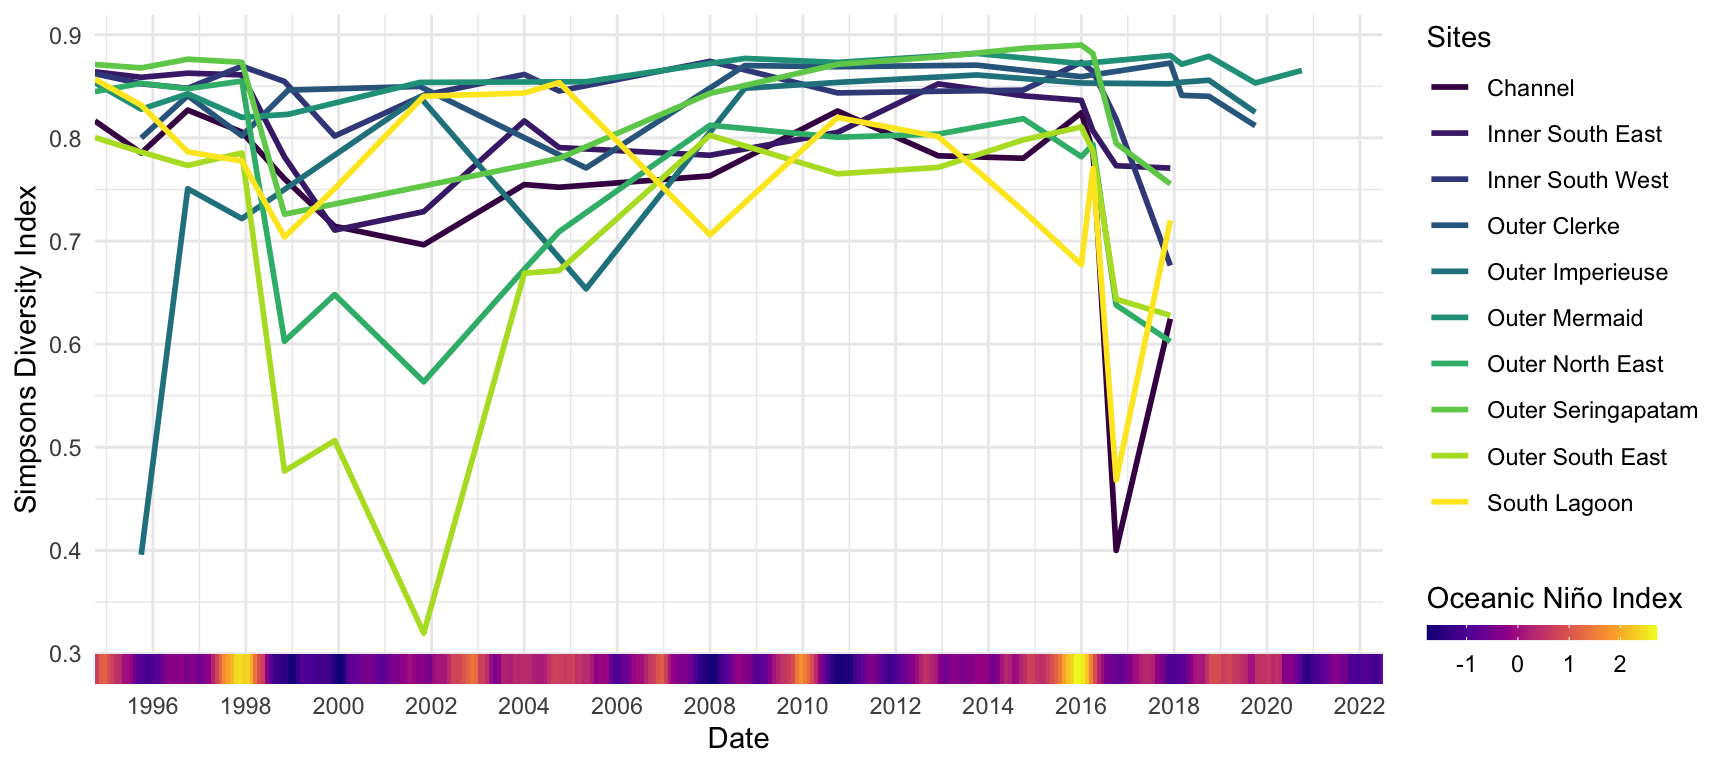 Simpsons Diversity Index
0.9
0.8
0.7
0.6
0.5
0.4
0.3
1996 1998 2000 2002 2004 2006 2008 2010 2012 2014 2016 2018 2020 2022
Date
Sites
Channel
Inner South East
Inner South West
Outer Clerke
Outer Imperieuse
Outer Mermaid
Outer North East
Outer Seringapatam
Outer South East
South Lagoon
Oceanic Niño Index
-1 0 1 2